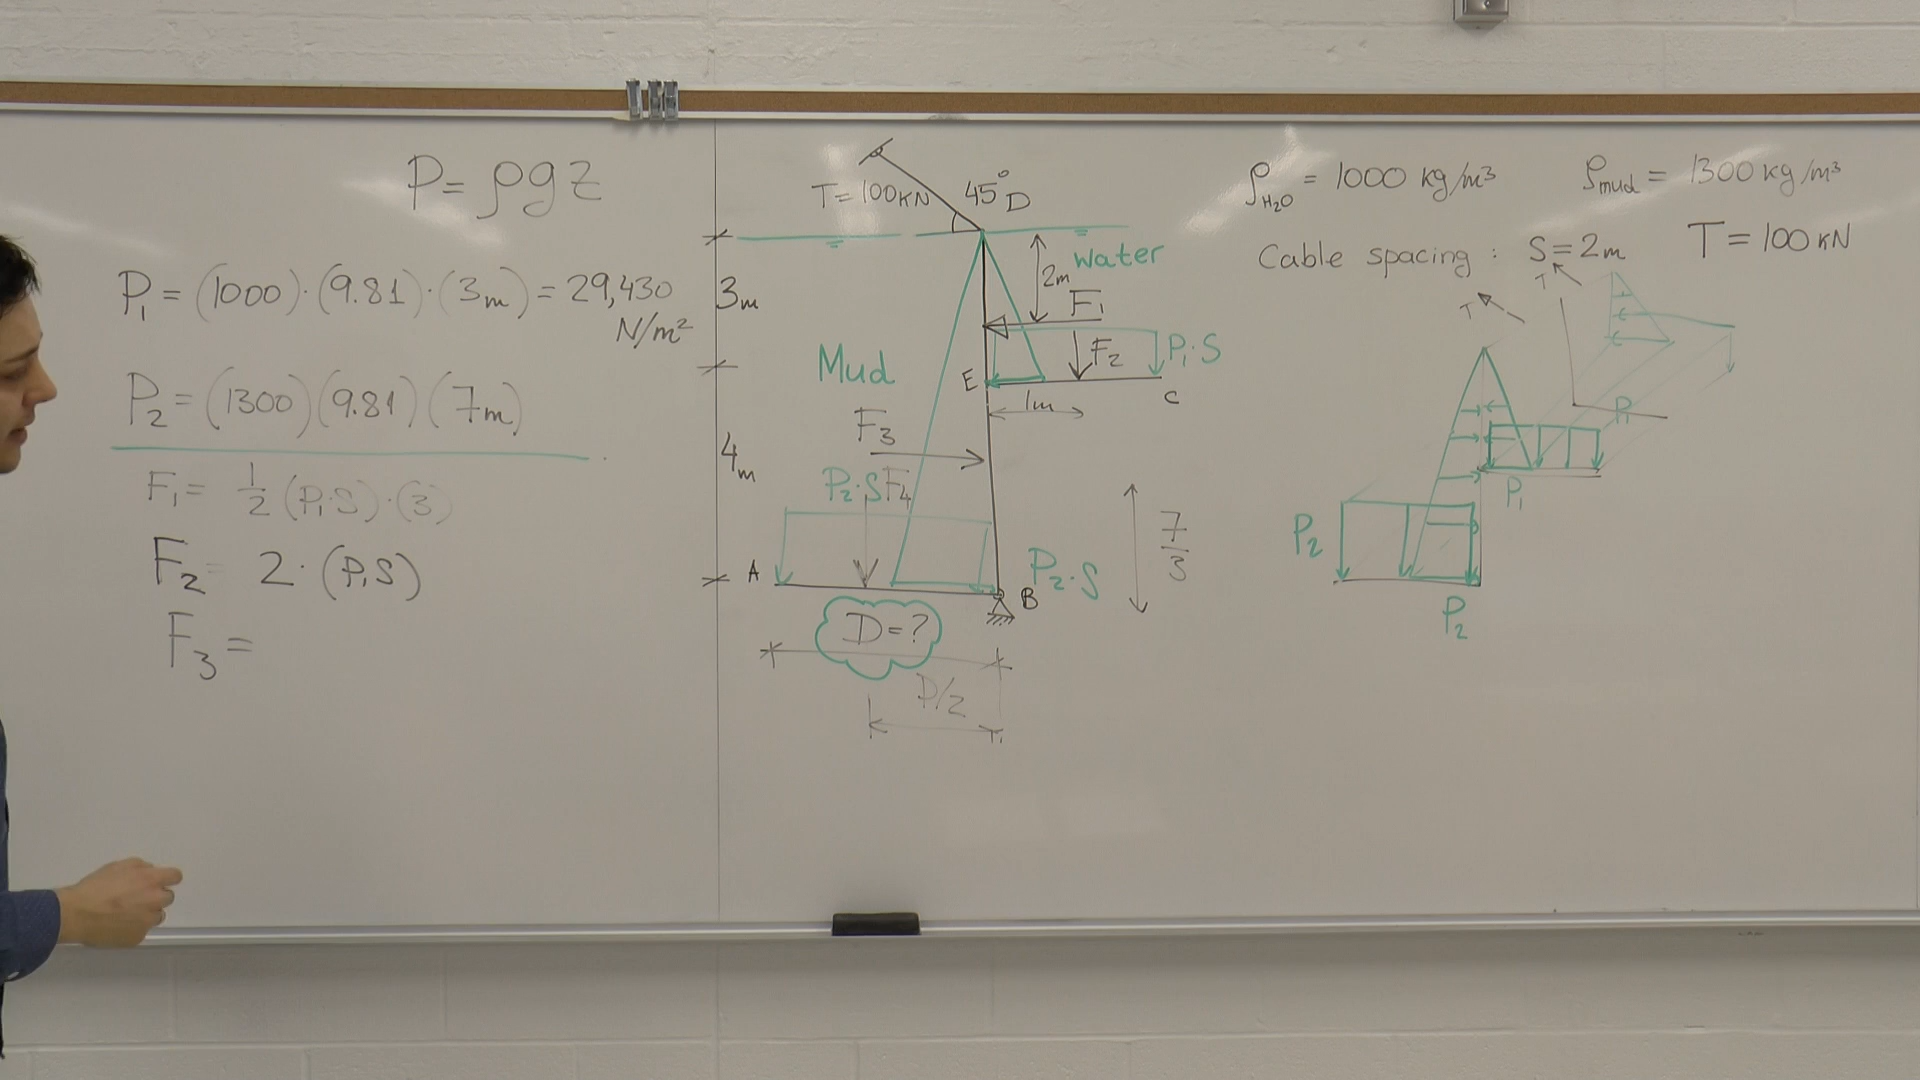 P = ρgz
P₁ = (1000)·(9.81)·(3m) = 29,430
N/m²
P₂ = (1300)(9.81)(7m)
F₁ = 1/2 (P₁S)·(3)
F₂ = 2·(P₁S)
F₃ =
T = 100KN
45°
D
3m
2m
Water
F₁
F₂
P₁·S
Mud
E
C
1m
F₃
4m
P₂·S
F₄
7/3
A
B
P₂·S
D=?
D/2
ρH₂O = 1000 kg/m³
ρmud = 1300 kg/m³
Cable spacing : S = 2m
T = 100KN
T
T
P₁
P₁
P₂
P₂